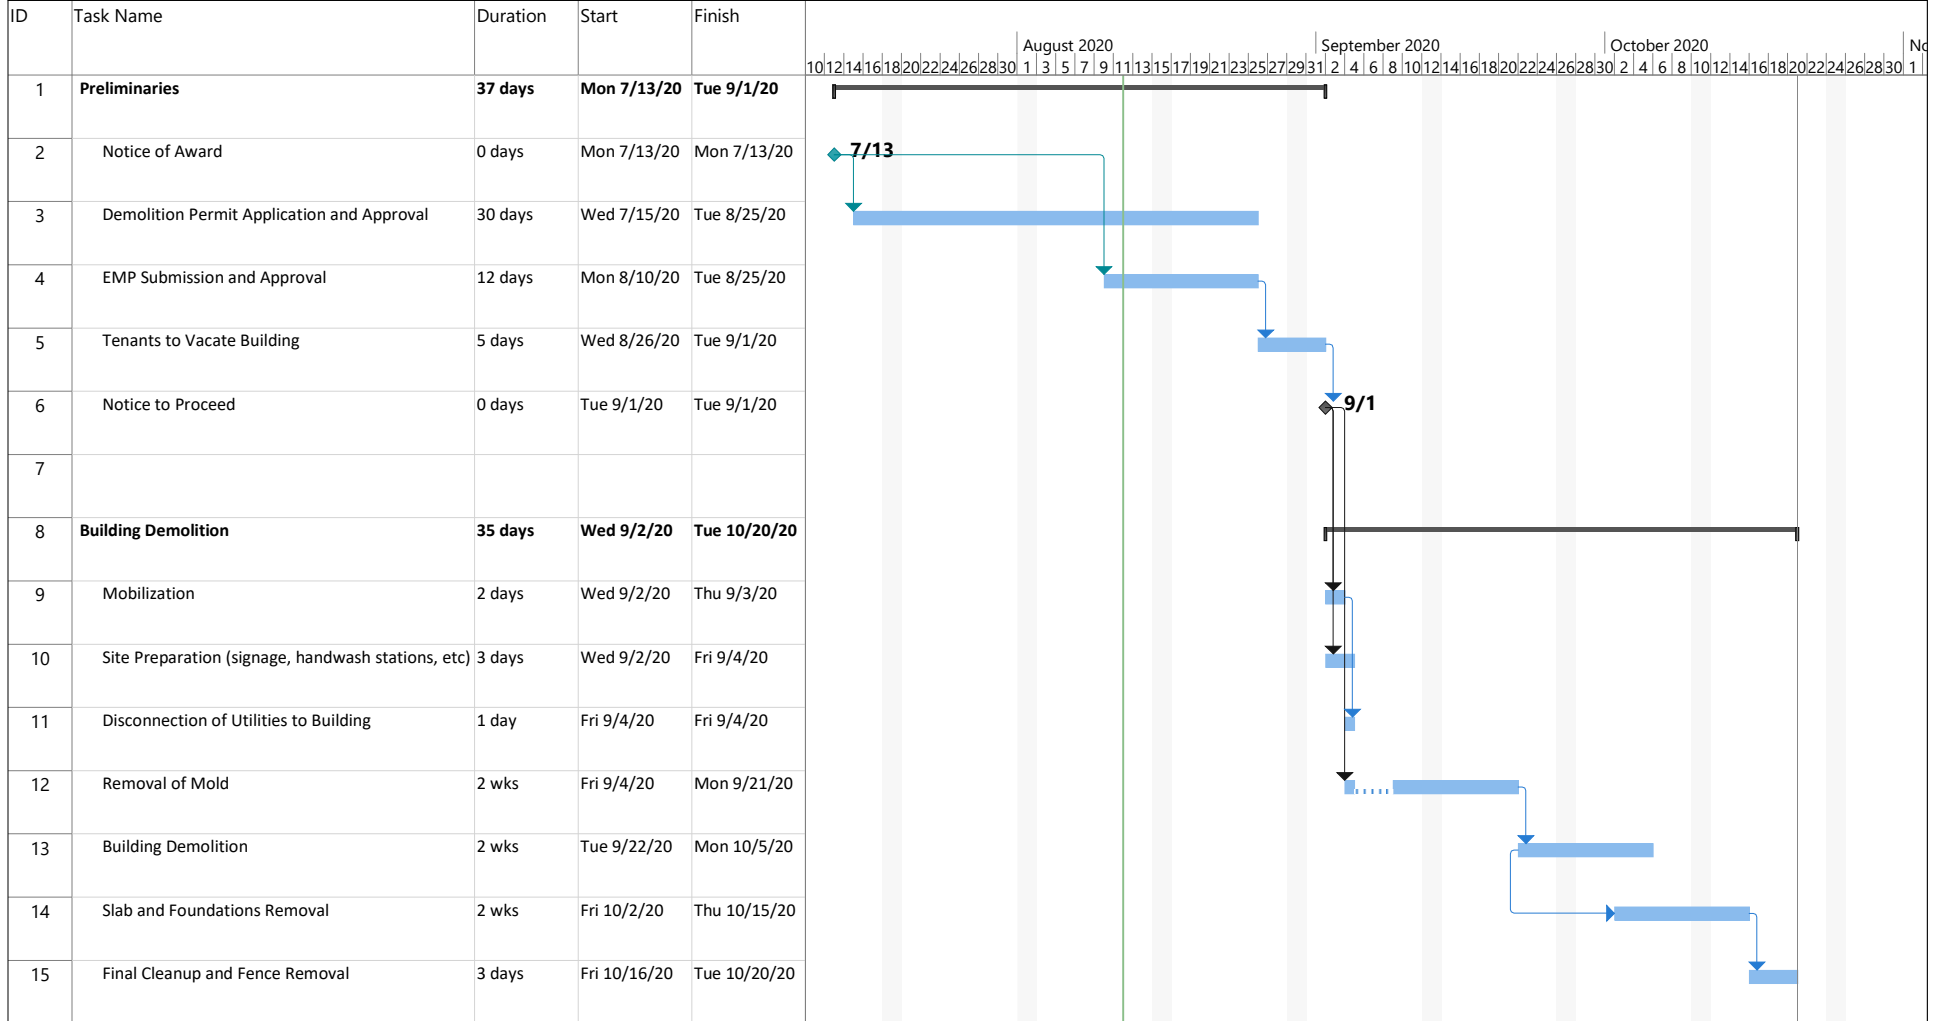 ID Task Name Duration Start Finish
August 2020 September 2020 October 2020 No
10 12 14 16 18 20 22 24 26 28 30 1 3 5 7 9 11 13 15 17 19 21 23 25 27 29 31 2 4 6 8 10 12 14 16 18 20 22 24 26 28 30 2 4 6 8 10 12 14 16 18 20 22 24 26 28 30 1
1 Preliminaries 37 days Mon 7/13/20 Tue 9/1/20
2 Notice of Award 0 days Mon 7/13/20 Mon 7/13/20 7/13
3 Demolition Permit Application and Approval 30 days Wed 7/15/20 Tue 8/25/20
4 EMP Submission and Approval 12 days Mon 8/10/20 Tue 8/25/20
5 Tenants to Vacate Building 5 days Wed 8/26/20 Tue 9/1/20
6 Notice to Proceed 0 days Tue 9/1/20 Tue 9/1/20 9/1
7
8 Building Demolition 35 days Wed 9/2/20 Tue 10/20/20
9 Mobilization 2 days Wed 9/2/20 Thu 9/3/20
10 Site Preparation (signage, handwash stations, etc) 3 days Wed 9/2/20 Fri 9/4/20
11 Disconnection of Utilities to Building 1 day Fri 9/4/20 Fri 9/4/20
12 Removal of Mold 2 wks Fri 9/4/20 Mon 9/21/20
13 Building Demolition 2 wks Tue 9/22/20 Mon 10/5/20
14 Slab and Foundations Removal 2 wks Fri 10/2/20 Thu 10/15/20
15 Final Cleanup and Fence Removal 3 days Fri 10/16/20 Tue 10/20/20